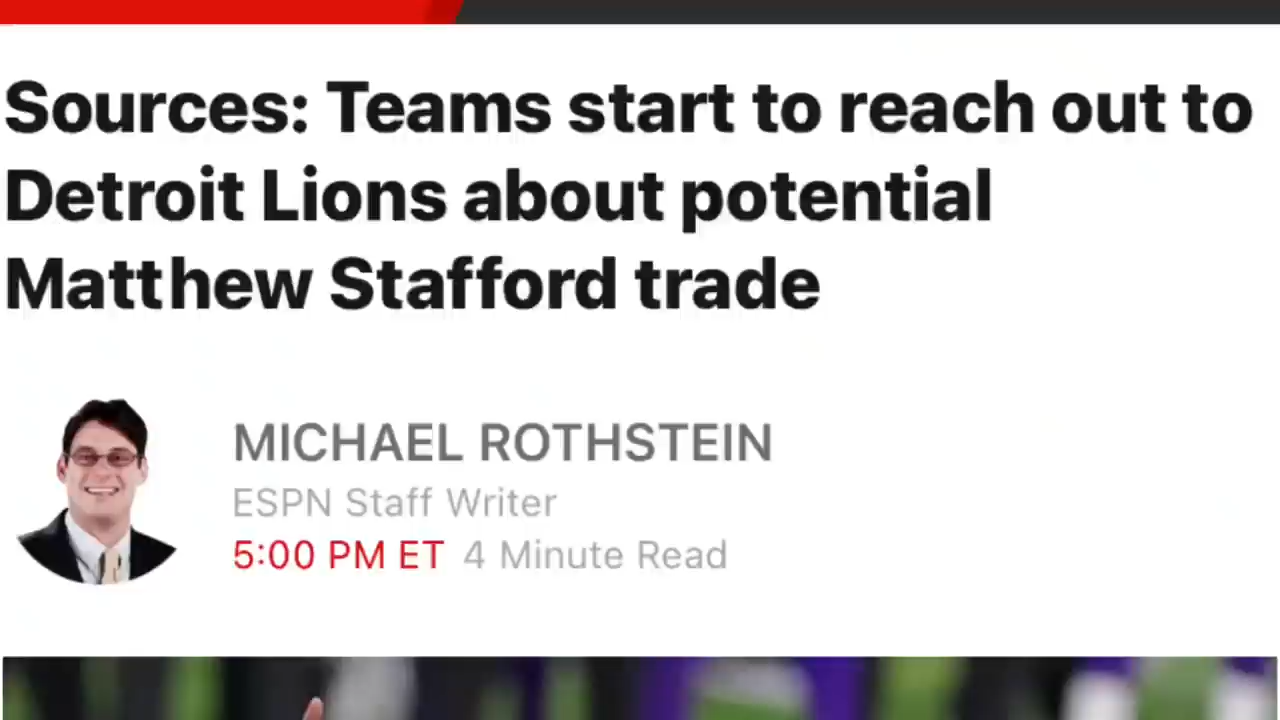 Sources: Teams start to reach out to
Detroit Lions about potential
Matthew Stafford trade
MICHAEL ROTHSTEIN
ESPN Staff Writer
5:00 PM ET 4 Minute Read